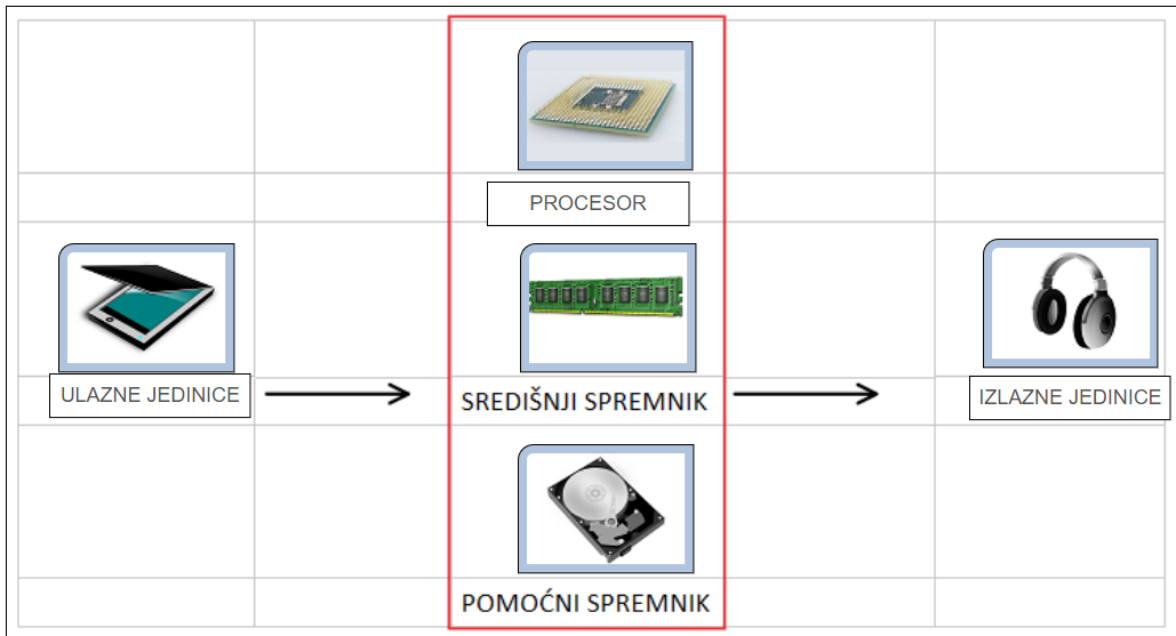 PROCESOR
ULAZNE JEDINICE
SREDIŠNJI SPREMNIK
IZLAZNE JEDINICE
POMOĆNI SPREMNIK